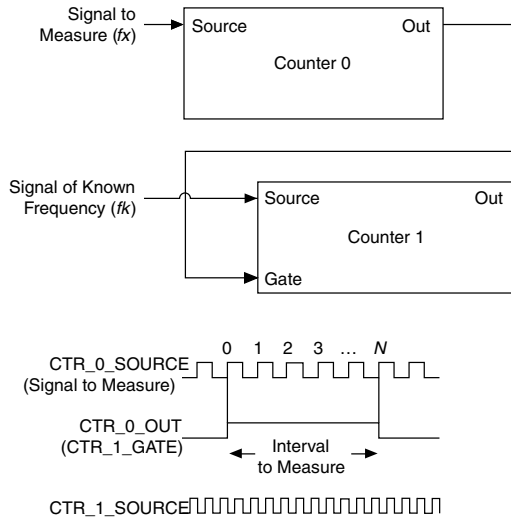 Signal to
Measure (fx)
Source
Out
Counter 0
Signal of Known
Frequency (fk)
Source
Out
Counter 1
Gate
0 1 2 3 … N
CTR_0_SOURCE
(Signal to Measure)
CTR_0_OUT
(CTR_1_GATE)
Interval
to Measure
CTR_1_SOURCE